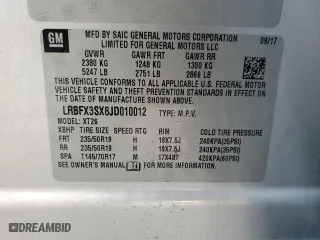 GM
MFD BY SAIC GENERAL MOTORS CORPORATION
LIMITED FOR GENERAL MOTORS LLC
09/17
GVWR GAWR FRT GAWR RR
2380 KG 1248 KG 1300 KG
5247 LB 2751 LB 2866 LB
THIS VEHICLE CONFORMS TO ALL APPLICABLE U.S. FEDERAL MOTOR
VEHICLE SAFETY AND THEFT PREVENTION STANDARDS IN EFFECT
ON THE DATE OF MANUFACTURE SHOWN ABOVE.
LRBFX3SX8JD010012 TYPE: M.P.V.
MODEL: XT26
XBHP TIRE SIZE SPEED RTG RIM COLD TIRE PRESSURE
FRT 235/50R19 H 19X7.5J 240KPA(35PSI)
RR 235/50R19 H 19X7.5J 240KPA(35PSI)
SPA T145/70R17 M 17X4BT 420KPA(60PSI)
SEE OWNER'S MANUAL FOR ADDITIONAL INFORMATION.
DEALERSHIP.COM